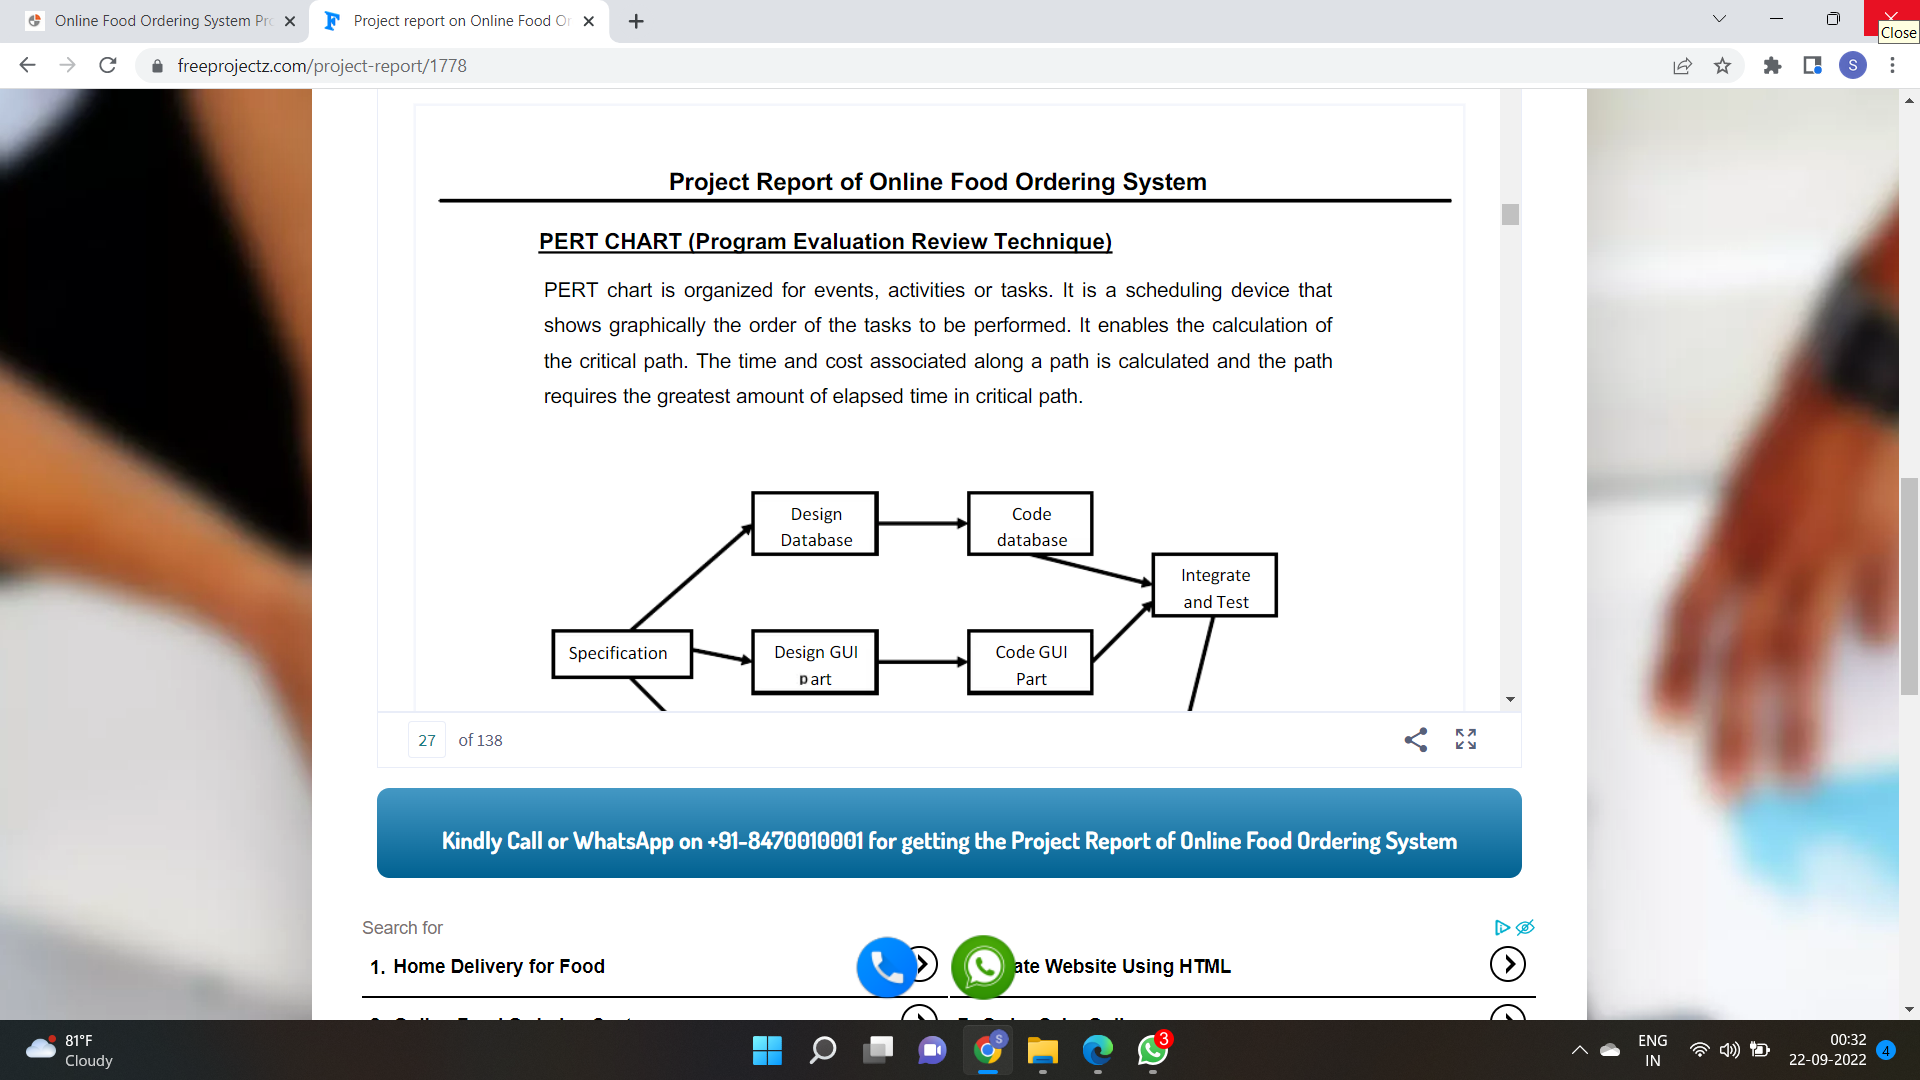 Online Food Ordering System Pro
Project report on Online Food Or
Close
freeprojectz.com/project-report/1778
S
Project Report of Online Food Ordering System
PERT CHART (Program Evaluation Review Technique)
PERT chart is organized for events, activities or tasks. It is a scheduling device that
shows graphically the order of the tasks to be performed. It enables the calculation of
the critical path. The time and cost associated along a path is calculated and the path
requires the greatest amount of elapsed time in critical path.
Design
Database
Code
database
Integrate
and Test
Specification
Design GUI
part
Code GUI
Part
27 of 138
Kindly Call or WhatsApp on +91-8470010001 for getting the Project Report of Online Food Ordering System
Search for
1. Home Delivery for Food
ate Website Using HTML
81°F
Cloudy
S
3
ENG
IN
00:32
22-09-2022
4